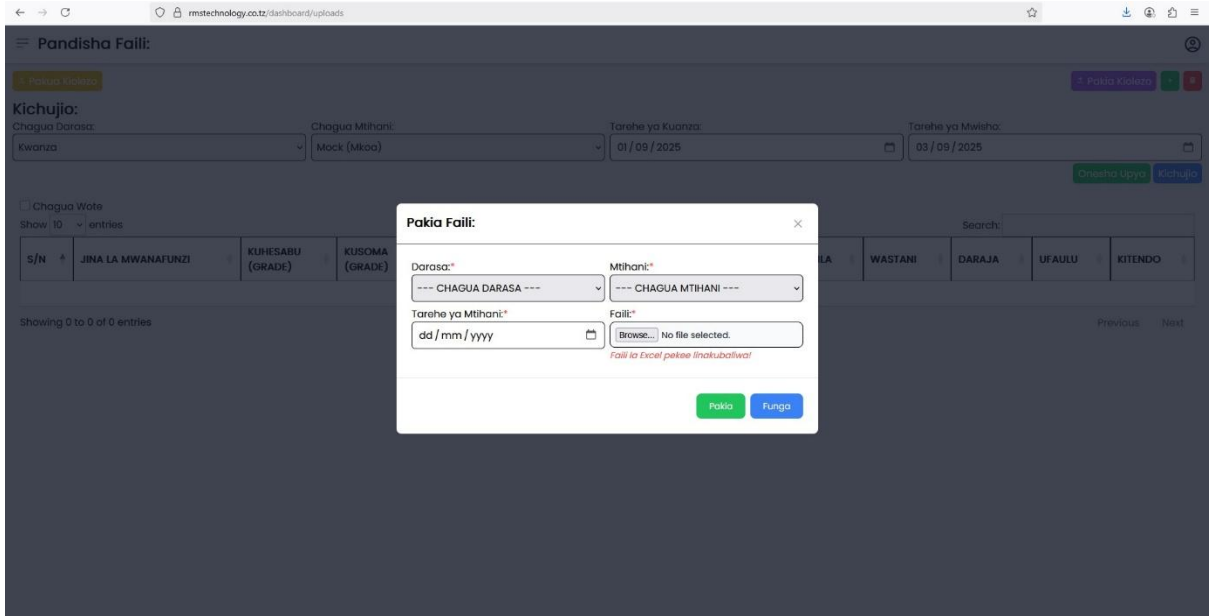 rmstechnology.co.tz/dashboard/uploads
Pandisha Faili:
Pakua Kiolezo
Pakia Kiolezo
Kichujio:
Chagua Darasa: Chagua Mtihani: Tarehe ya Kuanza: Tarehe ya Mwisho:
Kwanza Mock (Mkoa) 01 / 09 / 2025 03 / 09 / 2025
Onesha Upya Kichujio
Chagua Wote
Show 10 entries Search:
S/N JINA LA MWANAFUNZI KUHESABU (GRADE) KUSOMA (GRADE) WASTANI DARAJA UFAULU KITENDO
Showing 0 to 0 of 0 entries Previous Next
Pakia Faili: ×
Darasa:* Mtihani:*
--- CHAGUA DARASA --- --- CHAGUA MTIHANI ---
Tarehe ya Mtihani:* Faili:*
dd / mm / yyyy Browse... No file selected.
Faili la Excel pekee linakubaliwa!
Pakia Funga